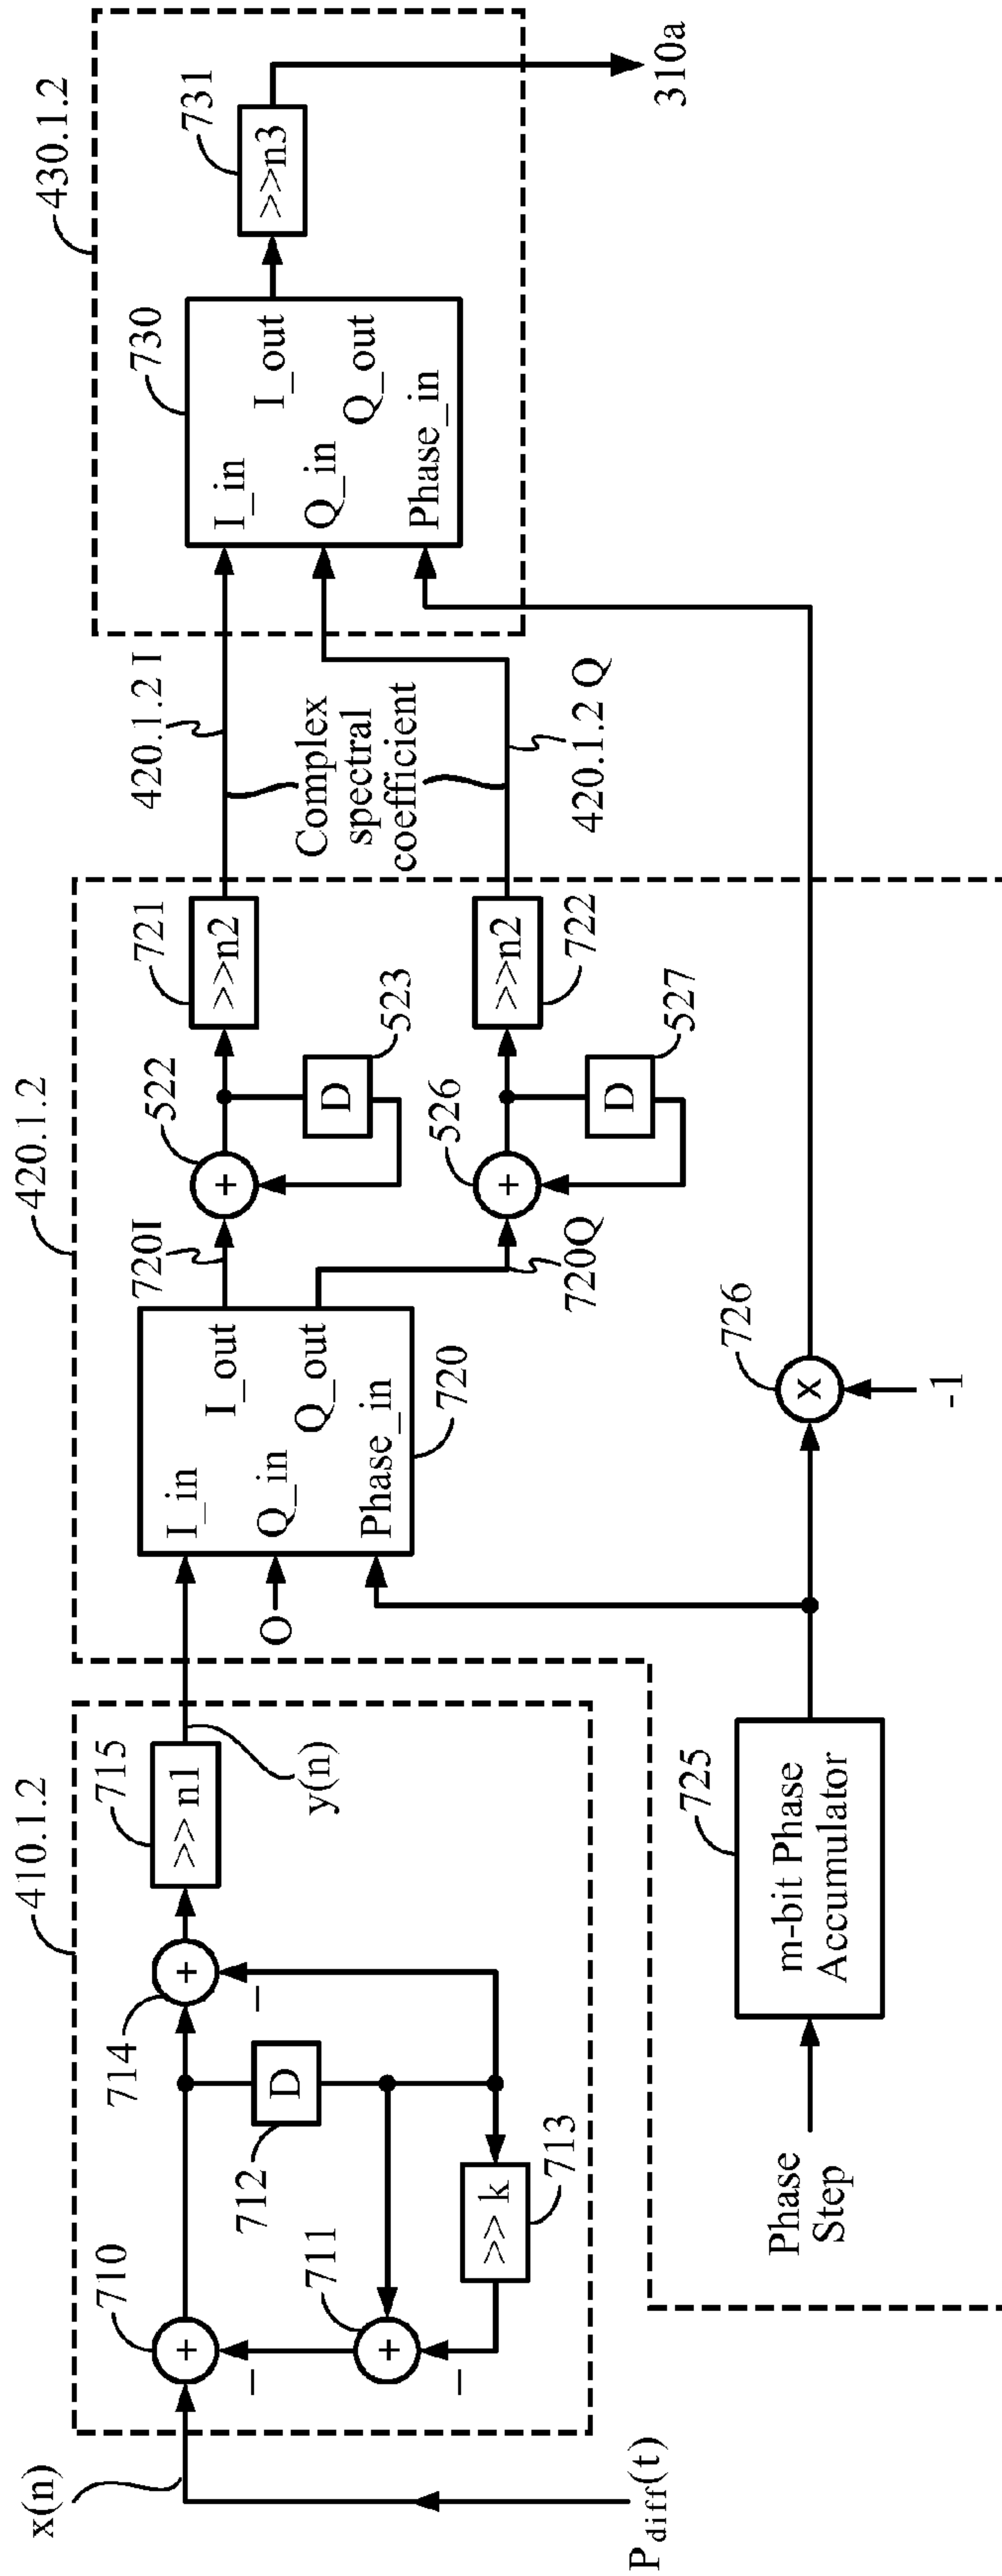 x(n)
P diff (t)
410.1.2
710
+
−
711
+
−
712
D
713
>> k
714
+
−
715
>> n1
y(n)
420.1.2
O
I_in
Q_in
Phase_in
I_out
Q_out
720
720I
720Q
522
+
523
D
526
+
527
D
721
>>n2
722
>>n2
Phase
Step
725
m-bit Phase
Accumulator
726
x
-1
420.1.2 I
Complex
spectral
coefficient
420.1.2 Q
430.1.2
730
I_in
Q_in
Phase_in
I_out
Q_out
731
>>n3
310a